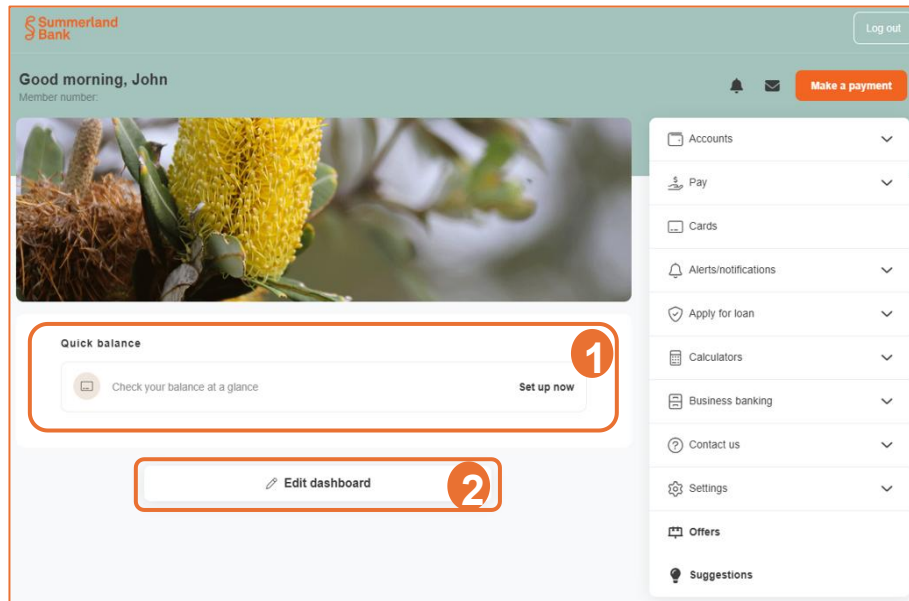 Summerland
Bank
Log out
Good morning, John
Member number:
Make a payment
Accounts
Pay
Cards
Alerts/notifications
Apply for loan
Calculators
Business banking
Contact us
Settings
Offers
Suggestions
Quick balance
1
Check your balance at a glance
Set up now
Edit dashboard
2